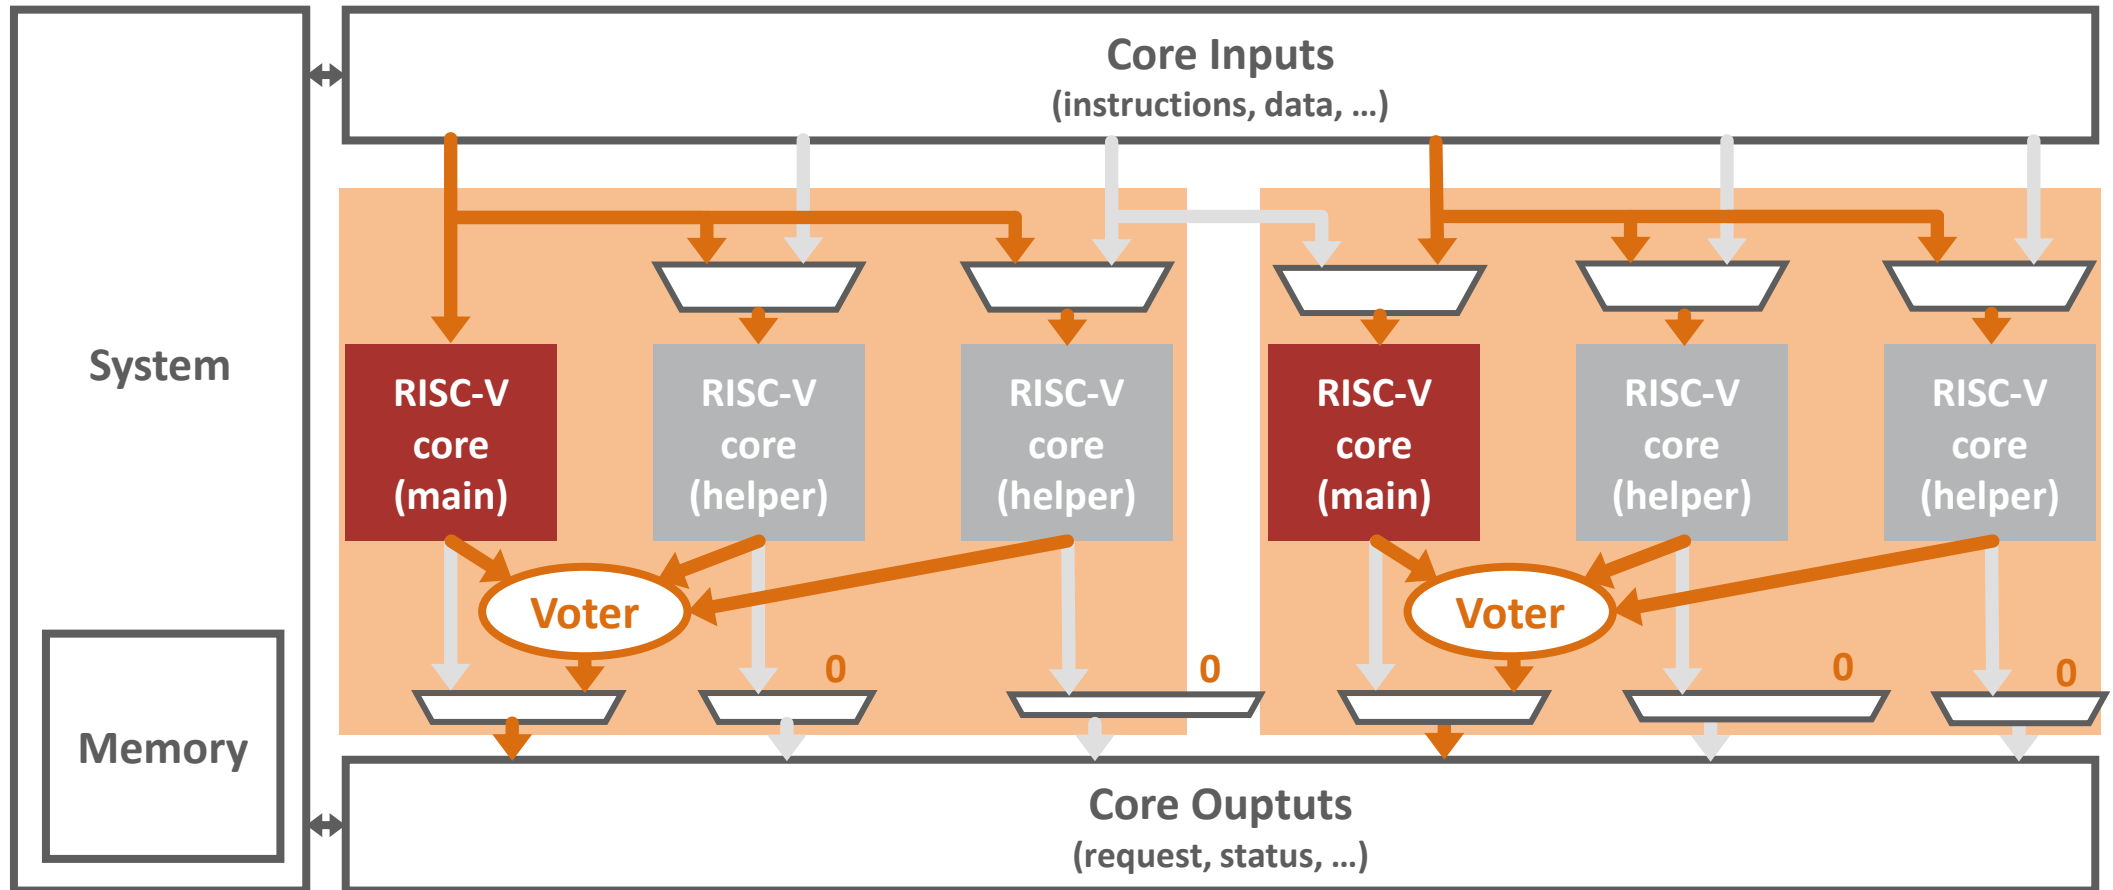 Core Inputs
(instructions, data, ...)
System
RISC-V
core
(main)
RISC-V
core
(helper)
RISC-V
core
(helper)
RISC-V
core
(main)
RISC-V
core
(helper)
RISC-V
core
(helper)
Voter
Voter
0
0
0
0
Memory
Core Ouptuts
(request, status, ...)